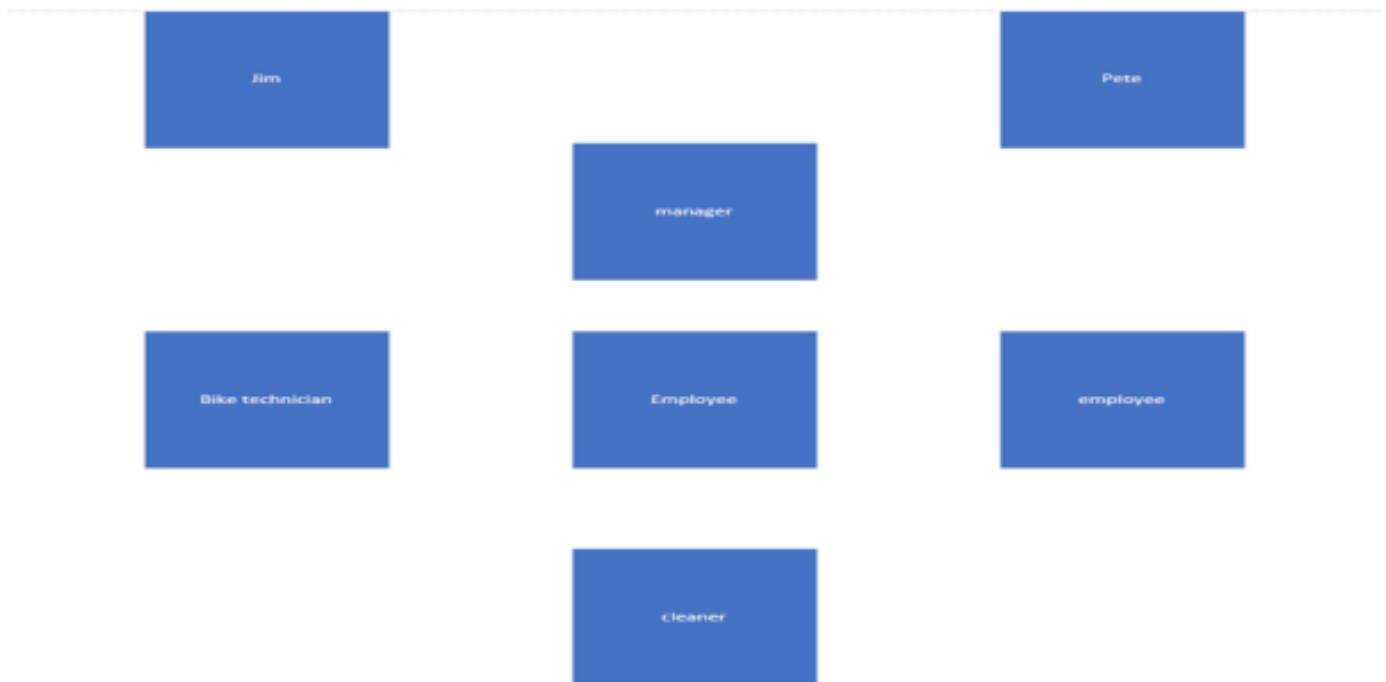 Jim
Pete
manager
Bike technician
Employee
employee
cleaner